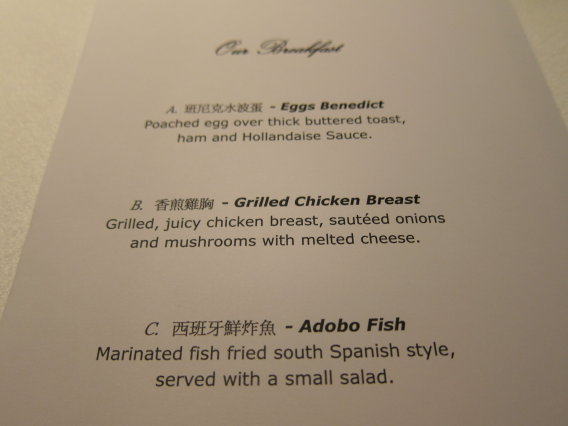 Our Breakfast
A. 班尼克水波蛋 - Eggs Benedict
Poached egg over thick buttered toast,
ham and Hollandaise Sauce.
B. 香煎雞胸 - Grilled Chicken Breast
Grilled, juicy chicken breast, sautéed onions
and mushrooms with melted cheese.
C. 西班牙鮮炸魚 - Adobo Fish
Marinated fish fried south Spanish style,
served with a small salad.